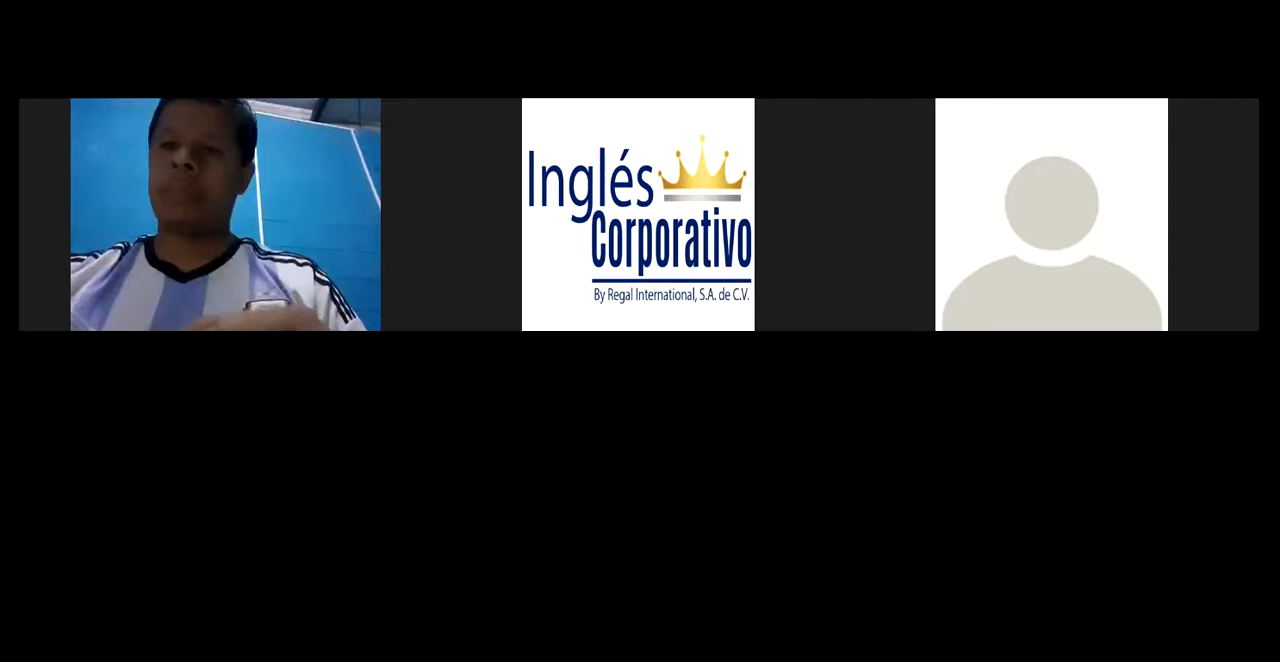 Inglés
Corporativo
By Regal International, S.A. de C.V.